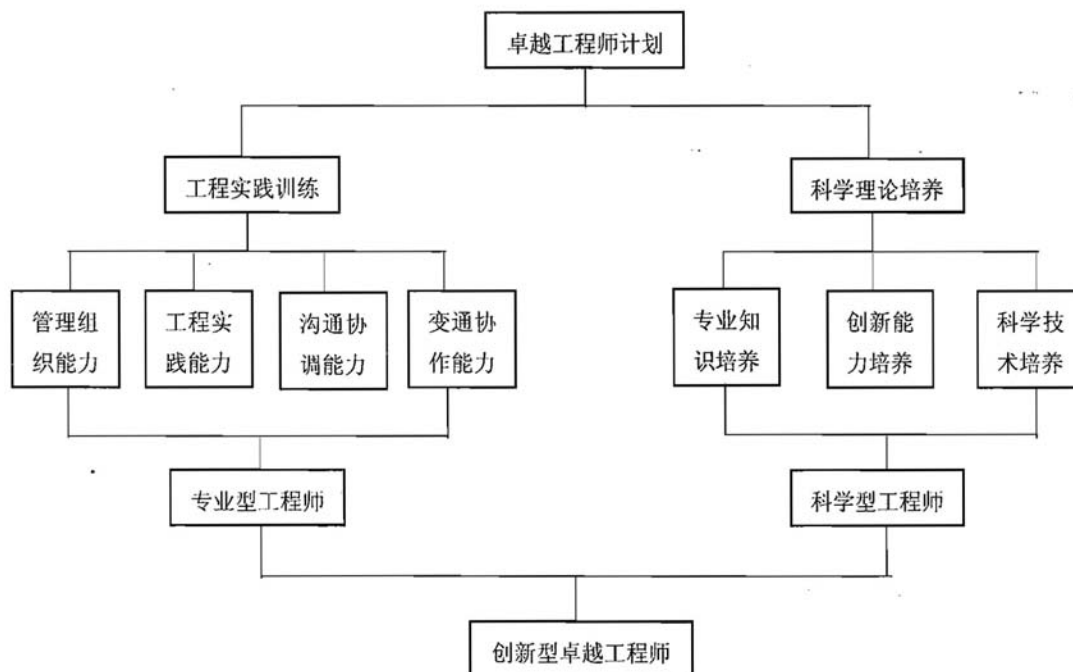 卓越工程师计划
工程实践训练
科学理论培养
管理组
织能力
工程实
践能力
沟通协
调能力
变通协
作能力
专业知
识培养
创新能
力培养
科学技
术培养
专业型工程师
科学型工程师
创新型卓越工程师